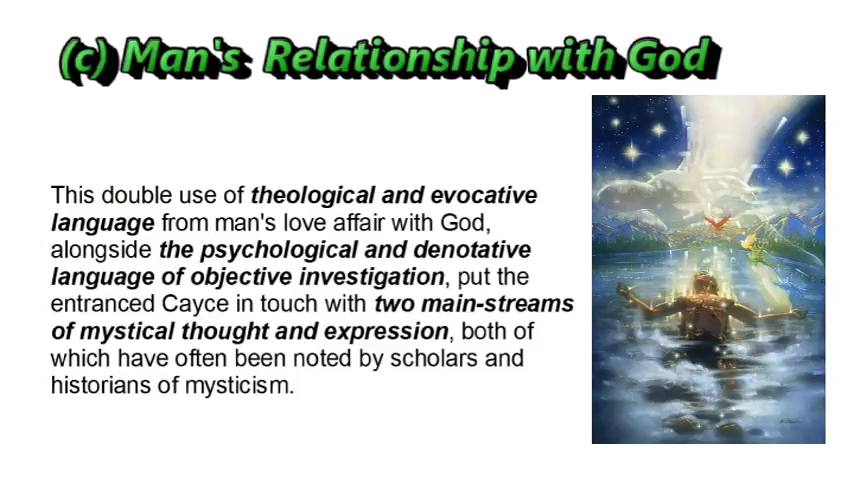 (c) Man's Relationship with God
This double use of theological and evocative
language from man's love affair with God,
alongside the psychological and denotative
language of objective investigation, put the
entranced Cayce in touch with two main-streams
of mystical thought and expression, both of
which have often been noted by scholars and
historians of mysticism.